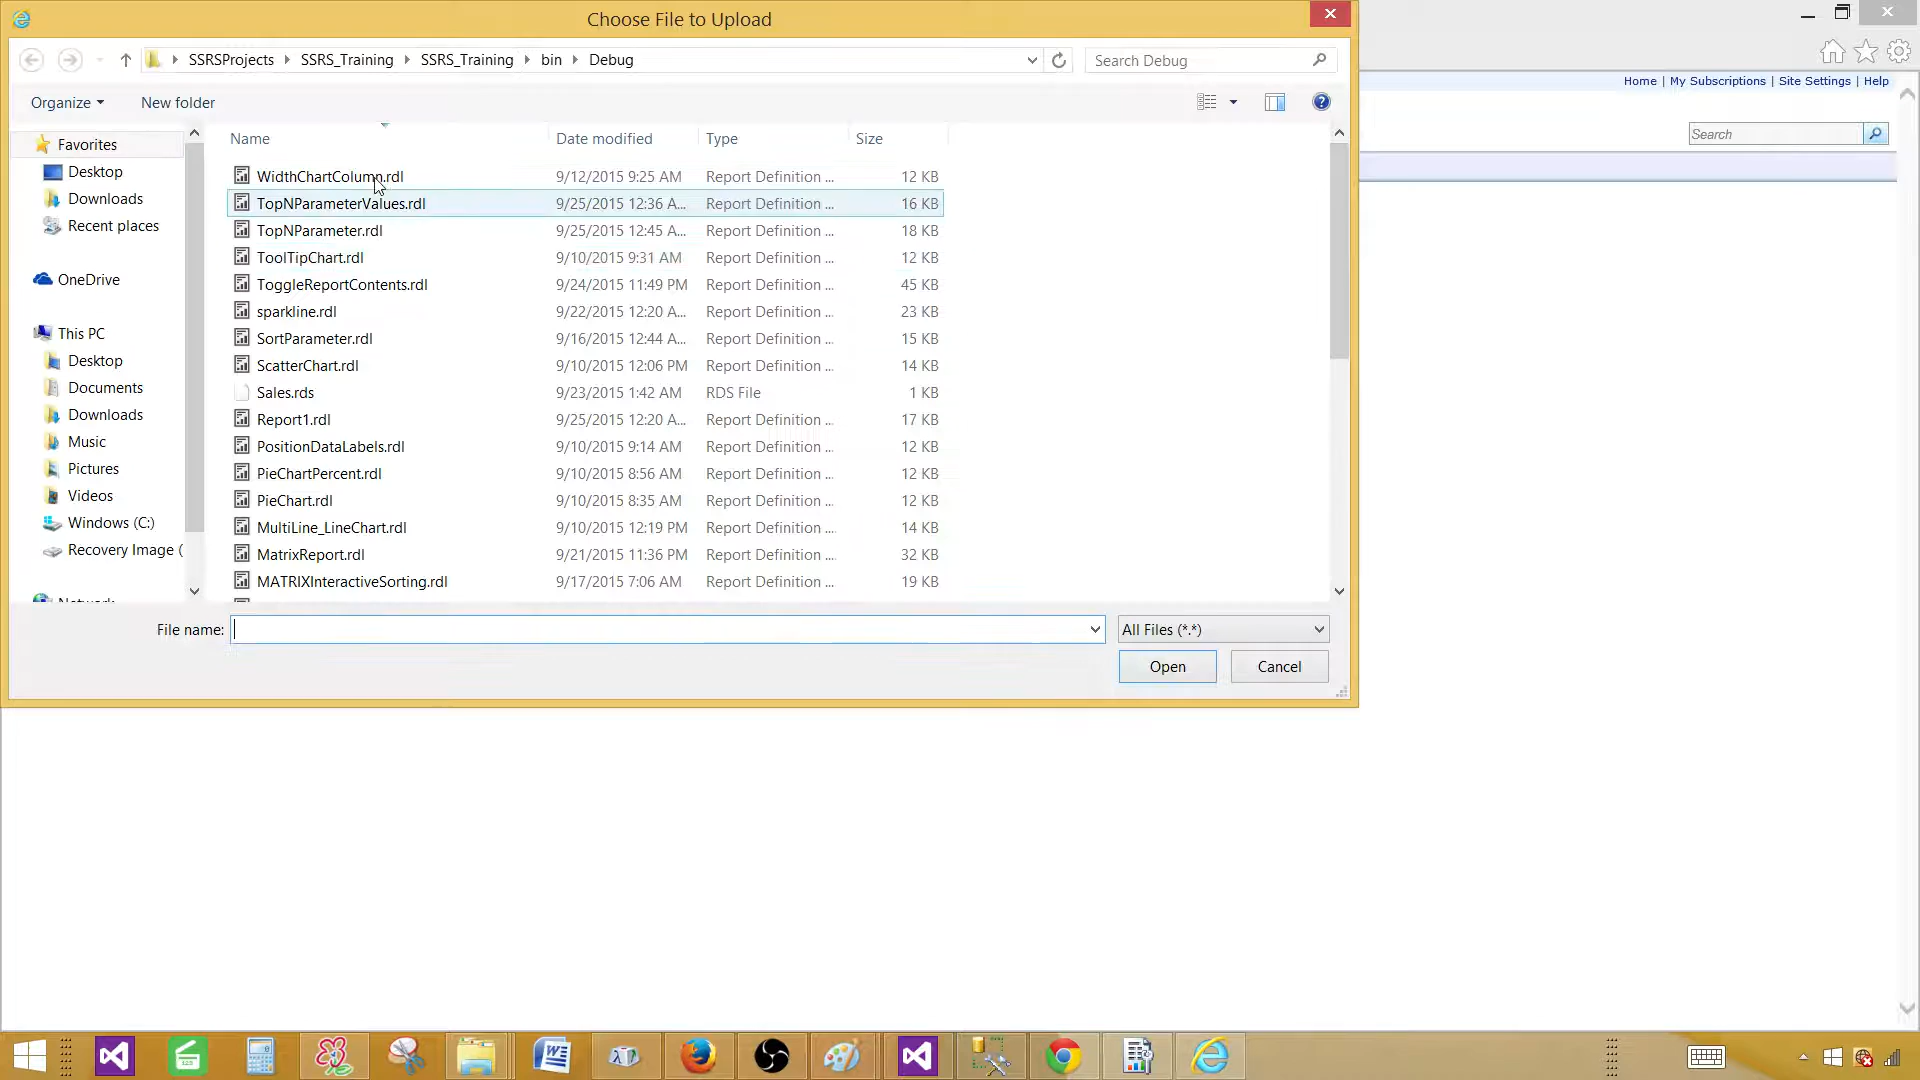 Choose File to Upload
SSRSProjects SSRS_Training SSRS_Training bin Debug
Search Debug
Organize New folder
Home | My Subscriptions | Site Settings | Help
Search
Name Date modified Type Size
Favorites
Desktop
Downloads
Recent places
OneDrive
This PC
Desktop
Documents
Downloads
Music
Pictures
Videos
Windows (C:)
Recovery Image (
WidthChartColumn.rdl 9/12/2015 9:25 AM Report Definition ... 12 KB
TopNParameterValues.rdl 9/25/2015 12:36 A... Report Definition ... 16 KB
TopNParameter.rdl 9/25/2015 12:45 A... Report Definition ... 18 KB
ToolTipChart.rdl 9/10/2015 9:31 AM Report Definition ... 12 KB
ToggleReportContents.rdl 9/24/2015 11:49 PM Report Definition ... 45 KB
sparkline.rdl 9/22/2015 12:20 A... Report Definition ... 23 KB
SortParameter.rdl 9/16/2015 12:44 A... Report Definition ... 15 KB
ScatterChart.rdl 9/10/2015 12:06 PM Report Definition ... 14 KB
Sales.rds 9/23/2015 1:42 AM RDS File 1 KB
Report1.rdl 9/25/2015 12:20 A... Report Definition ... 17 KB
PositionDataLabels.rdl 9/10/2015 9:14 AM Report Definition ... 12 KB
PieChartPercent.rdl 9/10/2015 8:56 AM Report Definition ... 12 KB
PieChart.rdl 9/10/2015 8:35 AM Report Definition ... 12 KB
MultiLine_LineChart.rdl 9/10/2015 12:19 PM Report Definition ... 14 KB
MatrixReport.rdl 9/21/2015 11:36 PM Report Definition ... 32 KB
MATRIXInteractiveSorting.rdl 9/17/2015 7:06 AM Report Definition ... 19 KB
File name: All Files (*.*)
Open Cancel